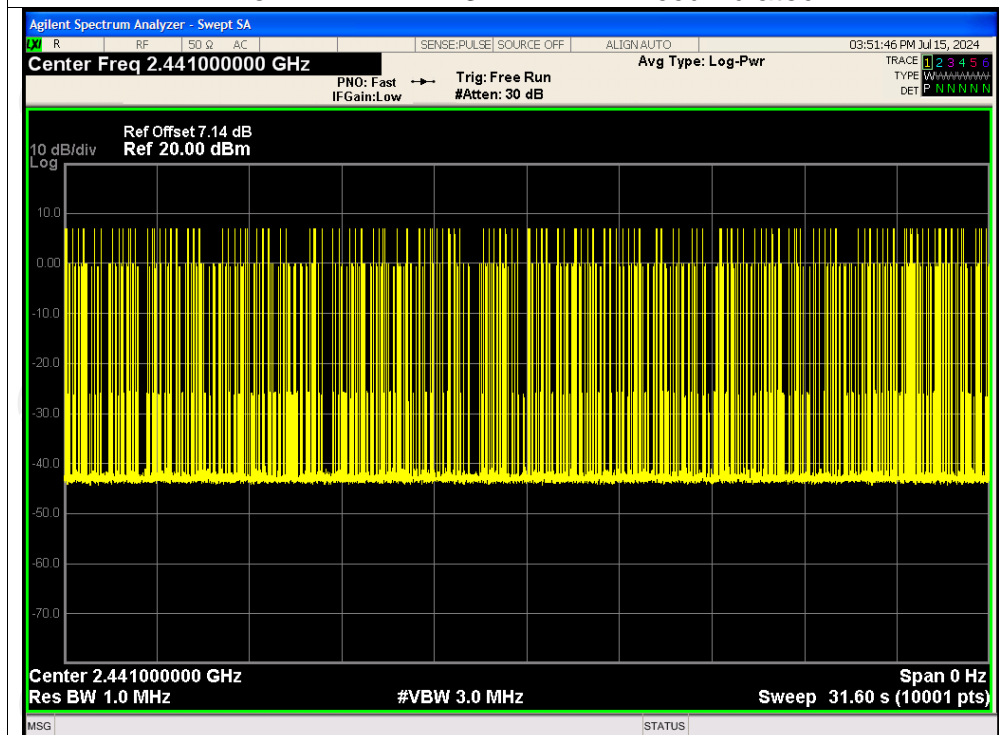 Agilent Spectrum Analyzer - Swept SA
LXI R RF 50 Ω AC SENSE:PULSE SOURCE OFF ALIGN AUTO 03:51:46 PM Jul 15, 2024
Center Freq 2.441000000 GHz Avg Type: Log-Pwr TRACE 1 2 3 4 5 6
PNO: Fast Trig: Free Run TYPE W
IFGain:Low #Atten: 30 dB DET P N N N N N
Ref Offset 7.14 dB
10 dB/div Ref 20.00 dBm
Log
10.0
0.00
-10.0
-20.0
-30.0
-40.0
-50.0
-60.0
-70.0
Center 2.441000000 GHz Span 0 Hz
Res BW 1.0 MHz #VBW 3.0 MHz Sweep 31.60 s (10001 pts)
MSG STATUS